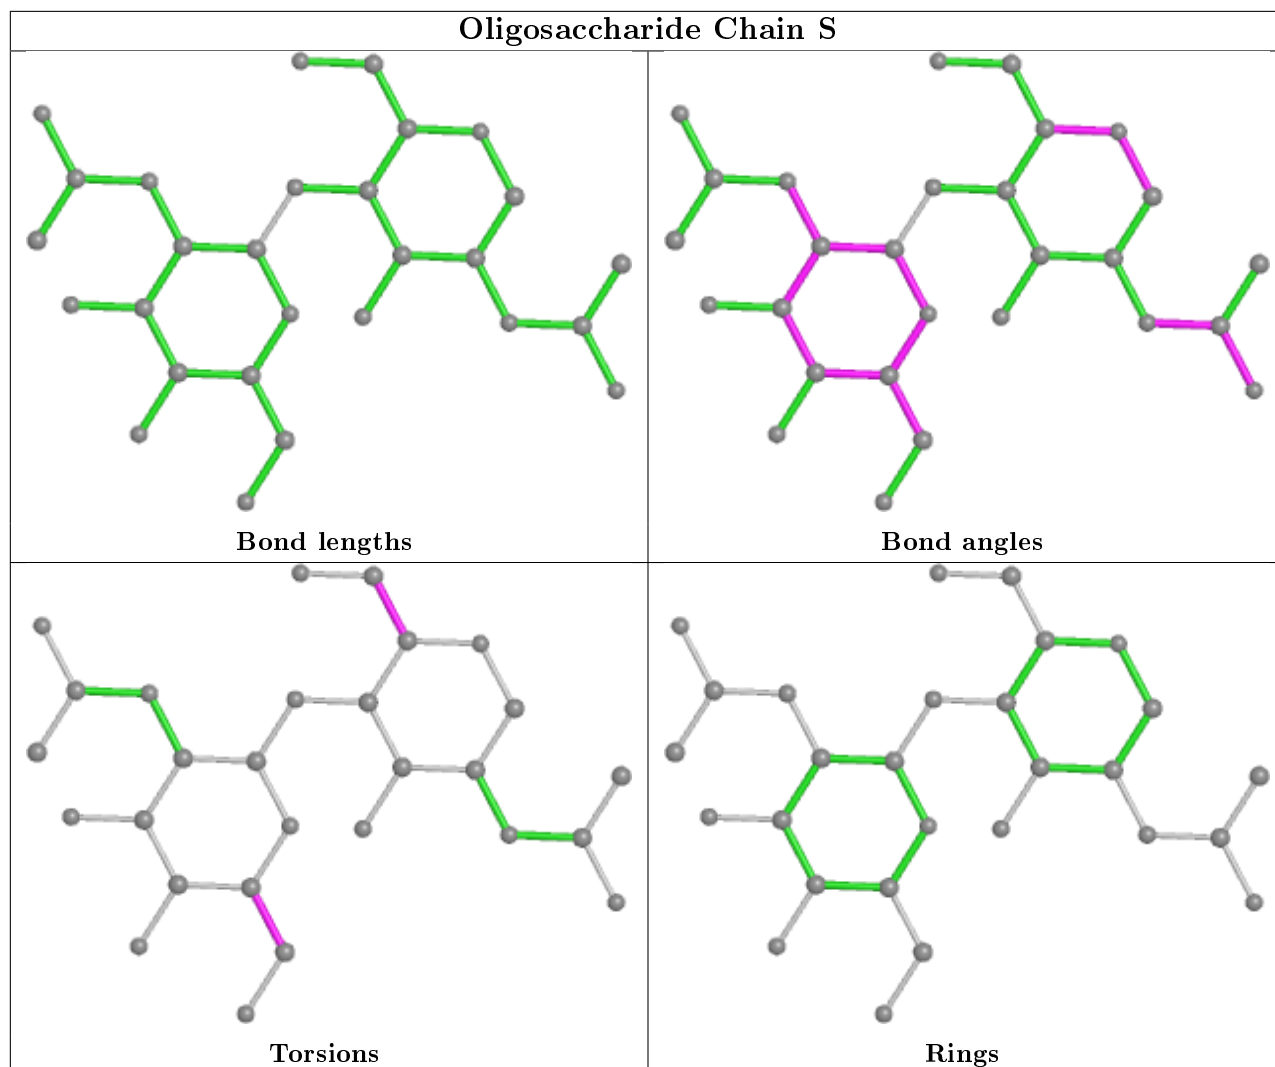 Oligosaccharide Chain S
Bond lengths
Bond angles
Torsions
Rings